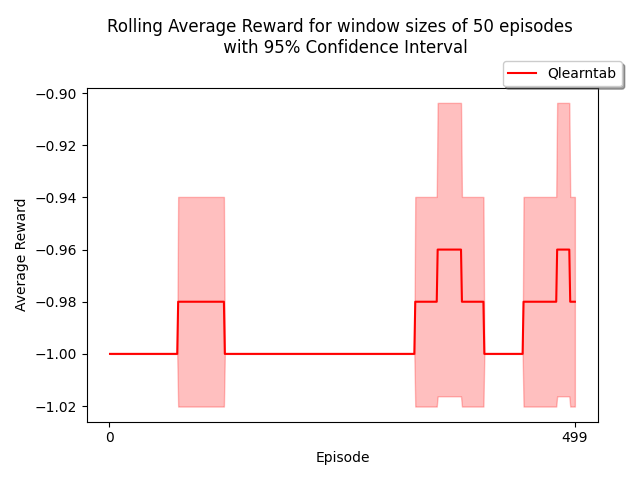 Rolling Average Reward for window sizes of 50 episodes
with 95% Confidence Interval
Qlearntab
−0.90
−0.92
−0.94
−0.96
−0.98
−1.00
−1.02
Average Reward
0
499
Episode